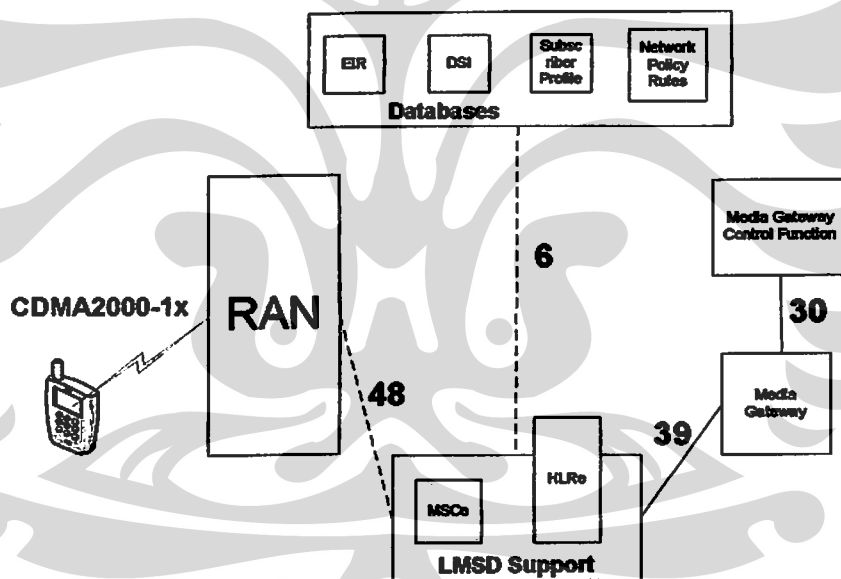 EIR
DSI
Subsc
riber
Profile
Network
Policy
Rules
Databases
Media Gateway
Control Function
6
CDMA2000-1x
RAN
30
48
Media
Gateway
39
HLRe
MSCe
LMSD Support